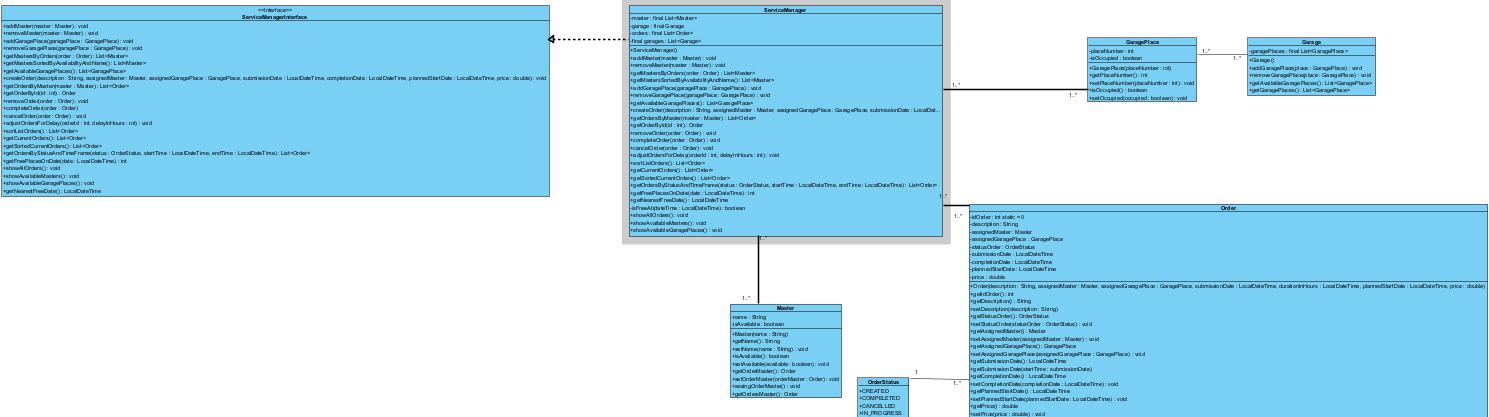 <<Interface>>
ServiceManagerInterface
+addMaster(master : Master) : void
+removeMaster(master : Master) : void
+addGaragePlace(garagePlace : GaragePlace) : void
+removeGaragePlace(garagePlace : GaragePlace) : void
+getMastersByOrders(order : Order) : List<Master>
+getMastersSortedByAvailabilityAndName() : List<Master>
+getAvailableGaragePlaces() : List<GaragePlace>
+createOrder(description : String, assignedMaster : Master, assignedGaragePlace : GaragePlace, submissionDate : LocalDateTime, completionDate : LocalDateTime, plannedStartDate : LocalDateTime, price : double) : void
+getOrderByMaster(master : Master) : List<Order>
+getOrderById(id : int) : Order
+removeOrder(order : Order) : void
+completeOrder(order : Order)
+cancelOrder(order : Order) : void
+adjustOrdersForDelay(orderId : int, delayInHours : int) : void
+sortListOrders() : List<Order>
+getCurrentOrders() : List<Order>
+getSortedCurrentOrders() : List<Order>
+getOrdersByStatusAndTimeFrame(status : OrderStatus, startTime : LocalDateTime, endTime : LocalDateTime) : List<Order>
+getFreePlacesOnDate(date : LocalDateTime) : int
+showAllOrders() : void
+showAvailableMasters() : void
+showAvailableGaragePlaces() : void
+getNearestFreeDate() : LocalDateTime
ServiceManager
-master : final List<Master>
-garage : final Garage
-orders : final List<Order>
-final garages : List<Garage>
+ServiceManager()
+addMaster(master : Master) : void
+removeMaster(master : Master) : void
+getMastersByOrders(order : Order) : List<Master>
+getMastersSortedByAvailabilityAndName() : List<Master>
+addGaragePlace(garagePlace : GaragePlace) : void
+removeGaragePlace(garagePlace : GaragePlace) : void
+getAvailableGaragePlaces() : List<GaragePlace>
+createOrder(description : String, assignedMaster : Master, assignedGaragePlace : GaragePlace, submissionDate : LocalDat...
+getOrdersByMaster(master : Master) : List<Order>
+getOrderById(id : int) : Order
+removeOrder(order : Order) : void
+completeOrder(order : Order) : void
+cancelOrder(order : Order) : void
+adjustOrdersForDelay(orderId : int, delayInHours : int) : void
+sortListOrders() : List<Order>
+getCurrentOrders() : List<Order>
+getSortedCurrentOrders() : List<Order>
+getOrdersByStatusAndTimeFrame(status : OrderStatus, startTime : LocalDateTime, endTime : LocalDateTime) : List<Order>
+getFreePlacesOnDate(date : LocalDateTime) : int
+getNearestFreeDate() : LocalDateTime
-isFreeAt(dateTime : LocalDateTime) : boolean
+showAllOrders() : void
+showAvailableMasters() : void
+showAvailableGaragePlaces() : void
1..*
1..*
GaragePlace
-placeNumber : int
-isOccupied : boolean
+GaragePlace(placeNumber : int)
+getPlaceNumber() : int
+setPlaceNumber(placeNumber : int) : void
+isOccupied() : boolean
+setOccupied(occupied : boolean) : void
1..*
1..*
Garage
-garagePlaces : final List<GaragePlace>
+Garage()
+addGaragePlace(place : GaragePlace) : void
+removeGaragePlace(place : GaragePlace) : void
+getAvailableGaragePlaces() : List<GaragePlace>
+getGaragePlaces() : List<GaragePlace>
1..*
1..*
Order
-idOrder : int static = 0
-description : String
-assignedMaster : Master
-assignedGaragePlace : GaragePlace
-statusOrder : OrderStatus
-submissionDate : LocalDateTime
-completionDate : LocalDateTime
-plannedStartDate : LocalDateTime
-price : double
+Order(description : String, assignedMaster : Master, assignedGaragePlace : GaragePlace, submissionDate : LocalDateTime, durationInHours : LocalDateTime, plannedStartDate : LocalDateTime, price : double)
+getIdOrder() : int
+getDescription() : String
+setDescription(description : String)
+getStatusOrder() : OrderStatus
+setStatusOrder(statusOrder : OrderStatus) : void
+getAssignedMaster() : Master
+setAssignedMaster(assignedMaster : Master) : void
+getAssignedGaragePlace() : GaragePlace
+setAssignedGaragePlace(assignedGaragePlace : GaragePlace) : void
+getSubmissionDate() : LocalDateTime
+getSubmissionDate(startTime : submissionDate)
+getCompletionDate() : LocalDateTime
+setCompletionDate(completionDate : LocalDateTime) : void
+getPlannedStartDate() : LocalDateTime
+setPlannedStartDate(plannedStartDate : LocalDateTime) : void
+getPrice() : double
+setPrice(price : double) : void
1..*
1..*
Master
-name : String
+isAvailable : boolean
+Master(name : String)
+getName() : String
+setName(name : String) : void
+isAvailable() : boolean
+setAvailable(available : boolean) : void
+getOrderMaster() : Order
+setOrderMaster(orderMaster : Order) : void
+assingOrderMaster() : void
+getOrdersMaster() : Order
1
1..*
OrderStatus
+CREATED
+COMPELETED
+CANCELLED
+IN_PROGRESS